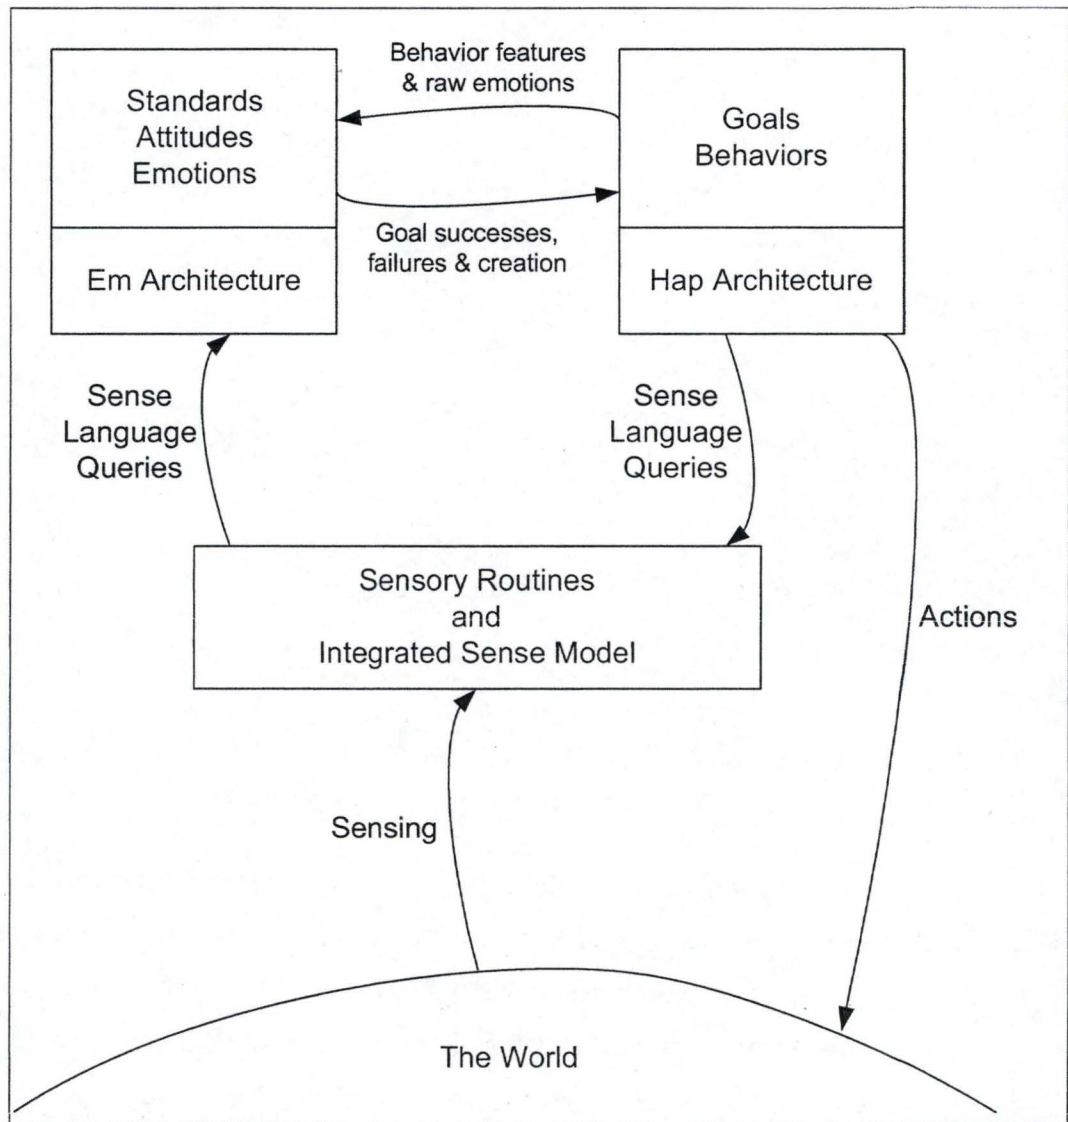 Behavior features
& raw emotions
Standards
Attitudes
Emotions
Goals
Behaviors
Goal successes,
failures & creation
Em Architecture
Hap Architecture
Sense
Language
Queries
Sense
Language
Queries
Sensory Routines
and
Integrated Sense Model
Actions
Sensing
The World